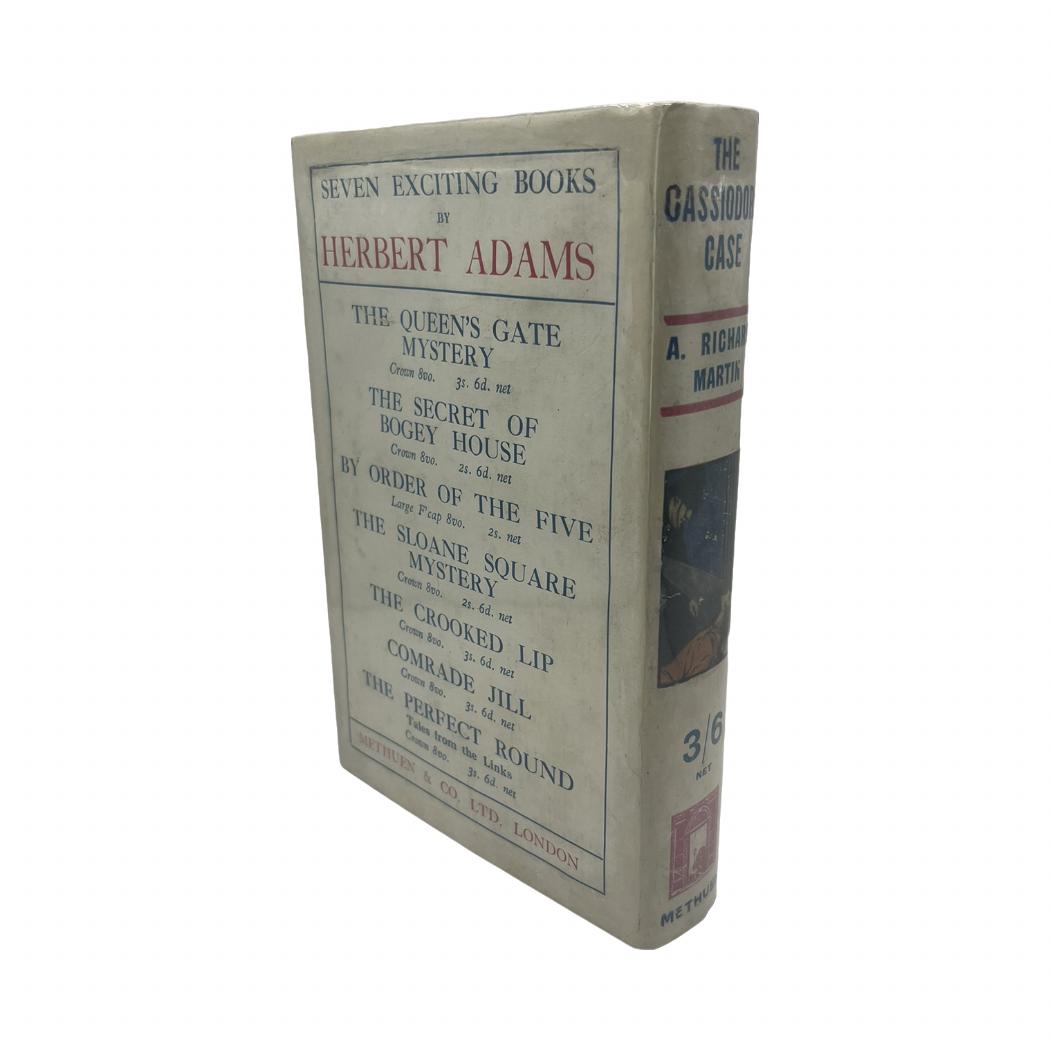 SEVEN EXCITING BOOKS
BY
HERBERT ADAMS
THE QUEEN'S GATE
MYSTERY
Crown 8vo. 3s. 6d. net
THE SECRET OF
BOGEY HOUSE
Crown 8vo. 2s. 6d. net
BY ORDER OF THE FIVE
Large F'cap 8vo. 2s. net
THE SLOANE SQUARE
MYSTERY
Crown 8vo. 2s. 6d. net
THE CROOKED LIP
Crown 8vo. 3s. 6d. net
COMRADE JILL
Crown 8vo. 3s. 6d. net
THE PERFECT ROUND
Tales from the Links
Crown 8vo. 3s. 6d. net
METHUEN & CO. LTD. LONDON
THE
CASSIODOR
CASE
A. RICHARD
MARTIN
3/6
NET
METHUEN